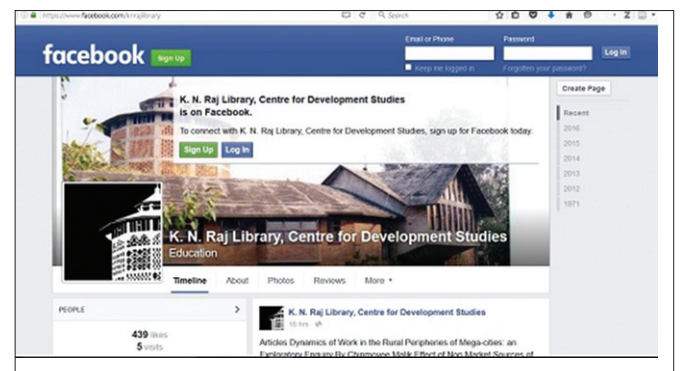 https://www.facebook.com/knrajlibrary
Search
facebook
Sign Up
Email or Phone
Password
Log In
Keep me logged in
Forgotten your password?
K. N. Raj Library, Centre for Development Studies
is on Facebook.
To connect with K. N. Raj Library, Centre for Development Studies, sign up for Facebook today.
Sign Up Log In
K. N. Raj Library, Centre for Development Studies
Education
Timeline About Photos Reviews More
Create Page
Recent
2016
2015
2014
2013
2012
1971
PEOPLE
439 likes
5 visits
K. N. Raj Library, Centre for Development Studies
Articles Dynamics of Work in the Rural Peripheries of Mega-cities: an
Exploratory Enquiry By Chinmoyee Malik Effect of Non Market Sources of